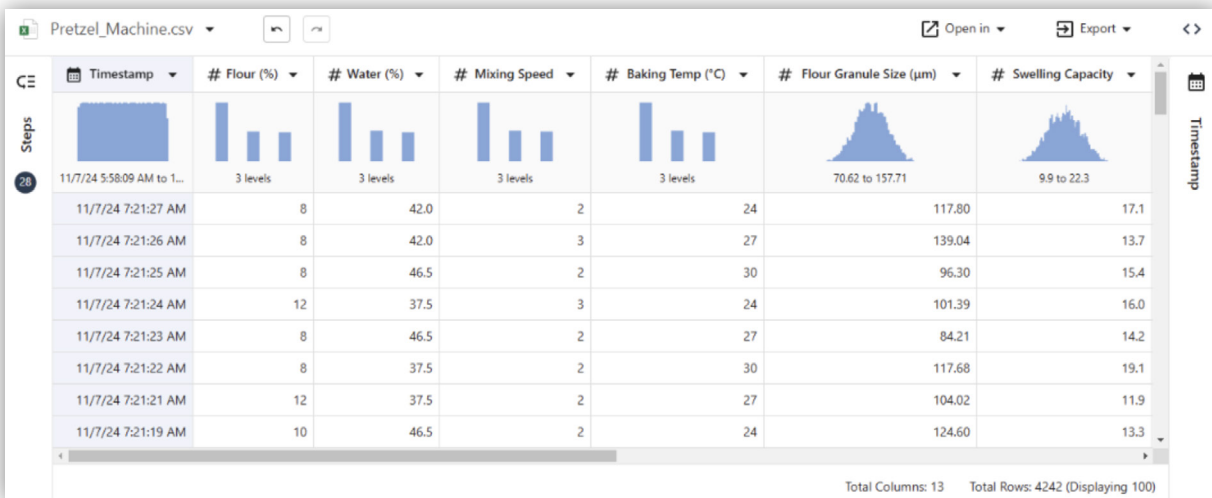 Pretzel_Machine.csv Open in Export
Timestamp # Flour (%) # Water (%) # Mixing Speed # Baking Temp (°C) # Flour Granule Size (μm) # Swelling Capacity
Steps
28
Timestamp
11/7/24 5:58:09 AM to 1... 3 levels 3 levels 3 levels 3 levels 70.62 to 157.71 9.9 to 22.3
11/7/24 7:21:27 AM 8 42.0 2 24 117.80 17.1
11/7/24 7:21:26 AM 8 42.0 3 27 139.04 13.7
11/7/24 7:21:25 AM 8 46.5 2 30 96.30 15.4
11/7/24 7:21:24 AM 12 37.5 3 24 101.39 16.0
11/7/24 7:21:23 AM 8 46.5 2 27 84.21 14.2
11/7/24 7:21:22 AM 8 37.5 2 30 117.68 19.1
11/7/24 7:21:21 AM 12 37.5 2 27 104.02 11.9
11/7/24 7:21:19 AM 10 46.5 2 24 124.60 13.3
Total Columns: 13 Total Rows: 4242 (Displaying 100)